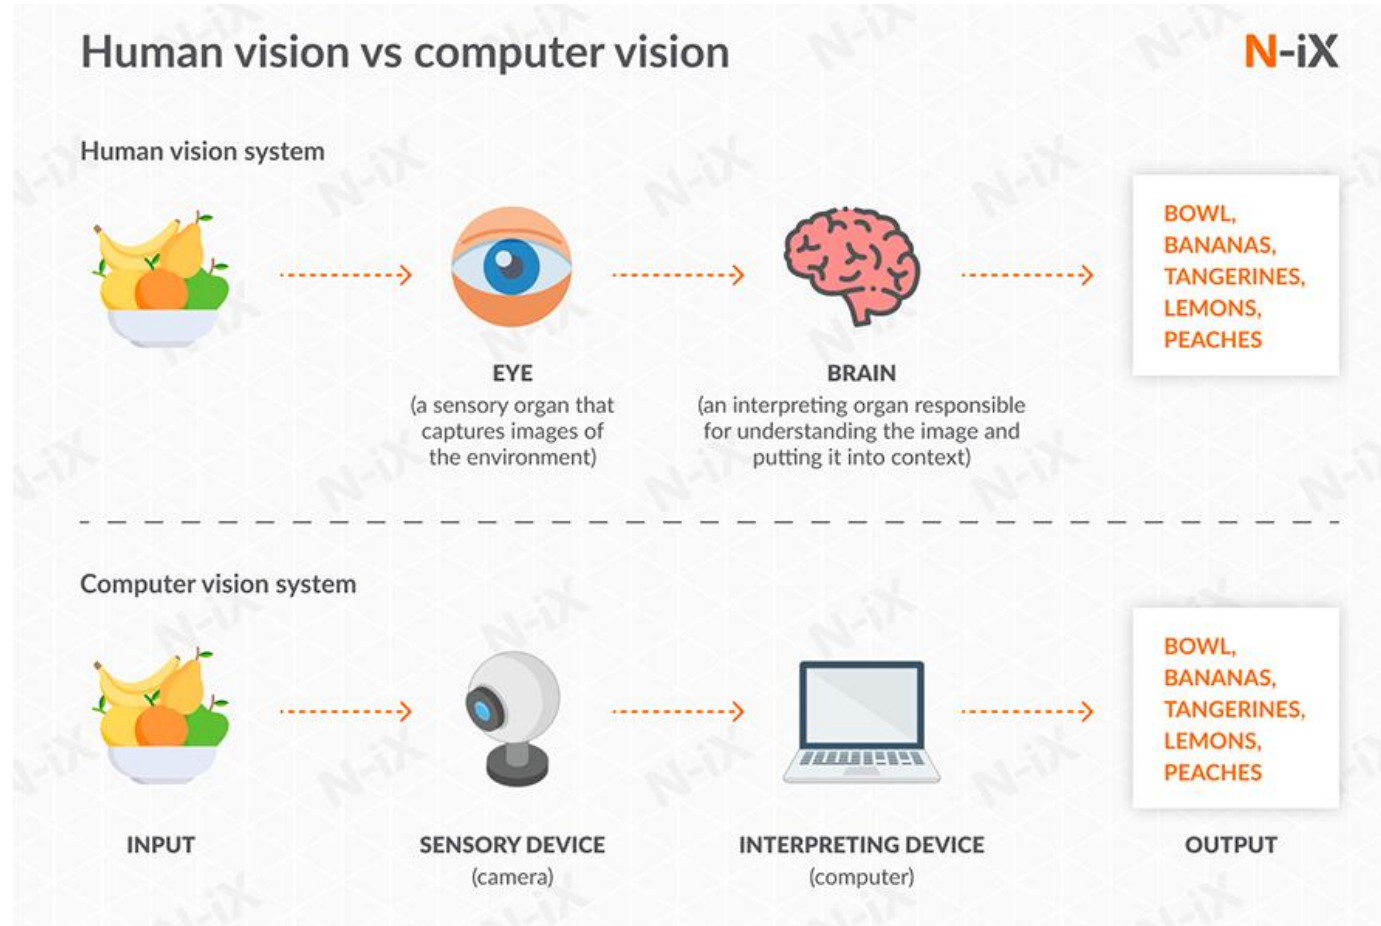 Human vision vs computer vision
N-iX
Human vision system
BOWL,
BANANAS,
TANGERINES,
LEMONS,
PEACHES
EYE
(a sensory organ that
captures images of
the environment)
BRAIN
(an interpreting organ responsible
for understanding the image and
putting it into context)
Computer vision system
BOWL,
BANANAS,
TANGERINES,
LEMONS,
PEACHES
INPUT
SENSORY DEVICE
(camera)
INTERPRETING DEVICE
(computer)
OUTPUT